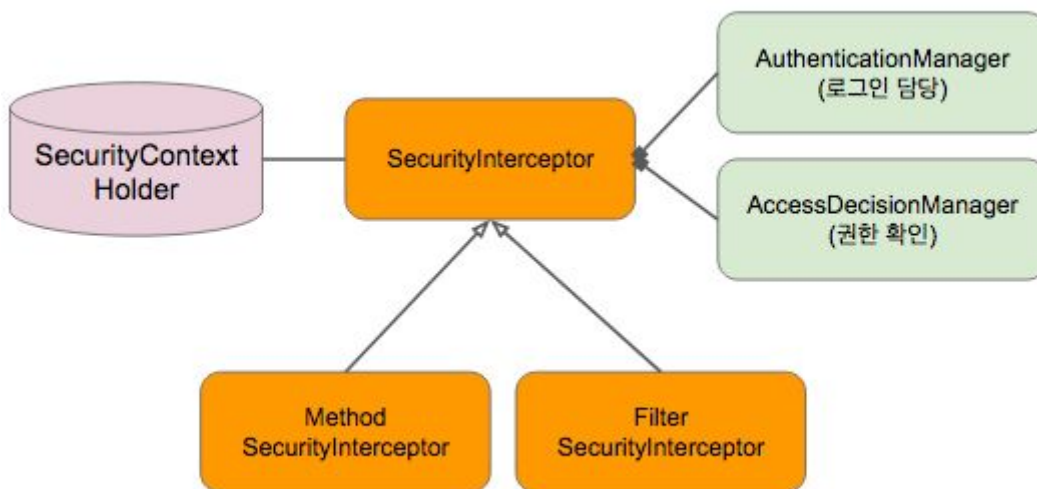 AuthenticationManager
(로그인 담당)
SecurityContext
Holder
SecurityInterceptor
AccessDecisionManager
(권한 확인)
Method
SecurityInterceptor
Filter
SecurityInterceptor